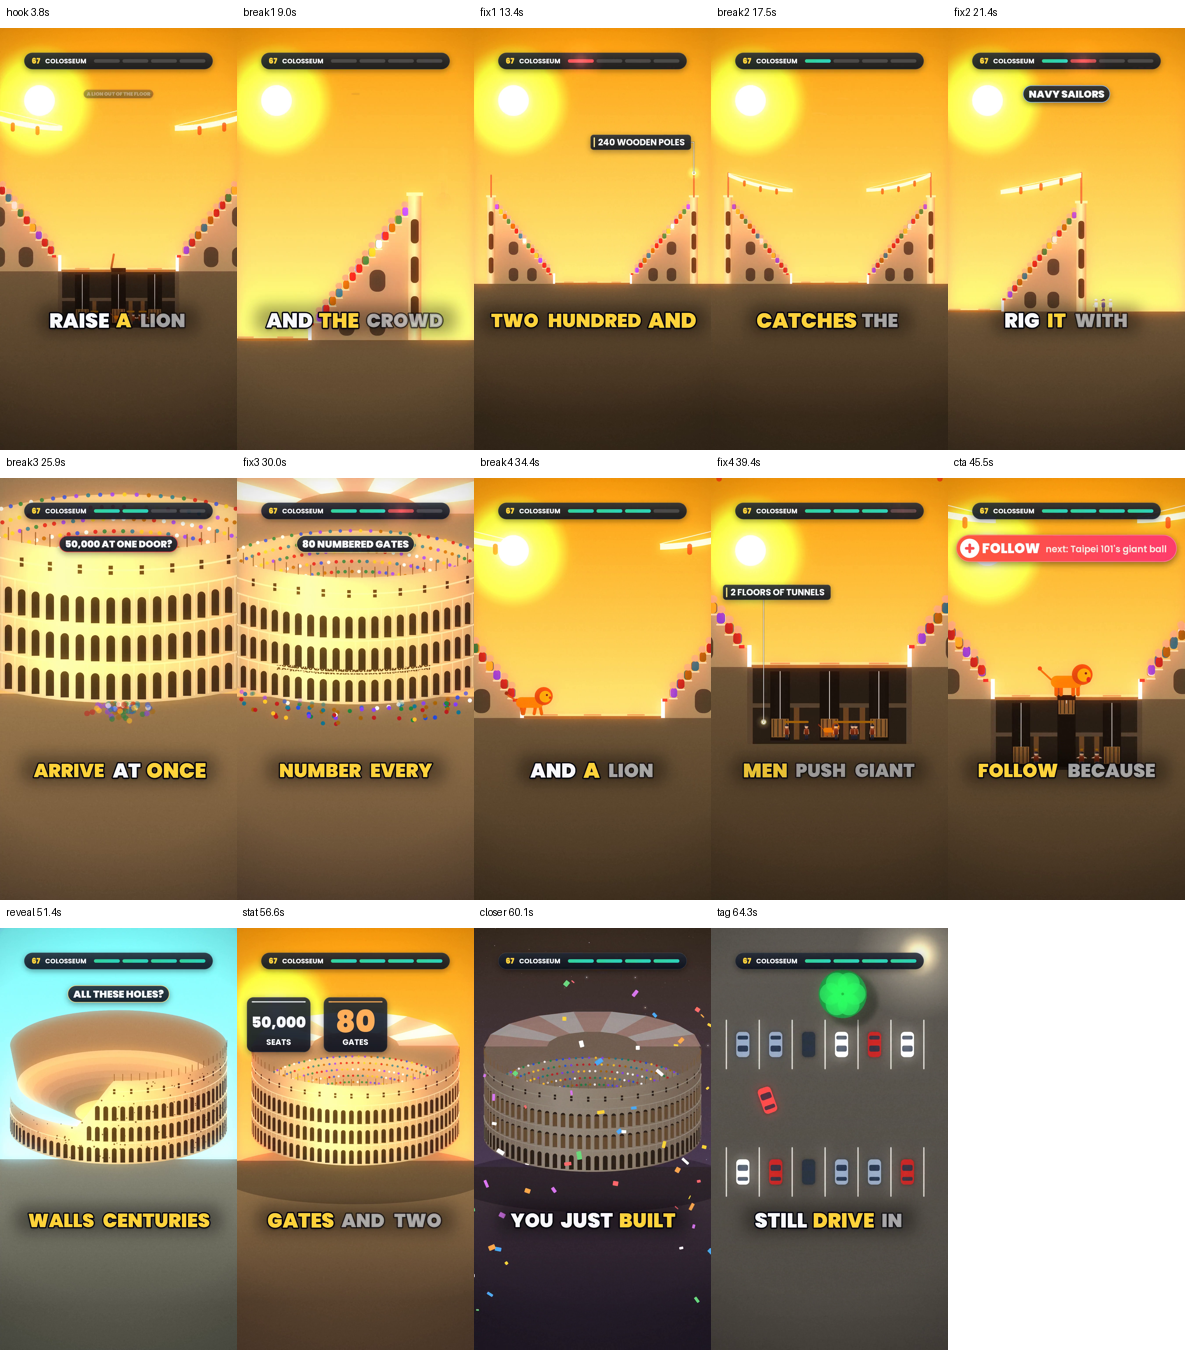 hook 3.8s
67 COLOSSEUM
A LION OUT OF THE FLOOR
RAISE A LION
break1 9.0s
67 COLOSSEUM
AND THE CROWD
fix1 13.4s
67 COLOSSEUM
240 WOODEN POLES
TWO HUNDRED AND
break2 17.5s
67 COLOSSEUM
CATCHES THE
fix2 21.4s
67 COLOSSEUM
NAVY SAILORS
RIG IT WITH
break3 25.9s
67 COLOSSEUM
50,000 AT ONE DOOR?
ARRIVE AT ONCE
fix3 30.0s
67 COLOSSEUM
80 NUMBERED GATES
NUMBER EVERY
break4 34.4s
67 COLOSSEUM
AND A LION
fix4 39.4s
67 COLOSSEUM
2 FLOORS OF TUNNELS
MEN PUSH GIANT
cta 45.5s
67 COLOSSEUM
FOLLOW next: Taipei 101's giant ball
FOLLOW BECAUSE
reveal 51.4s
67 COLOSSEUM
ALL THESE HOLES?
WALLS CENTURIES
stat 56.6s
67 COLOSSEUM
50,000
SEATS
80
GATES
GATES AND TWO
closer 60.1s
67 COLOSSEUM
YOU JUST BUILT
tag 64.3s
67 COLOSSEUM
STILL DRIVE IN